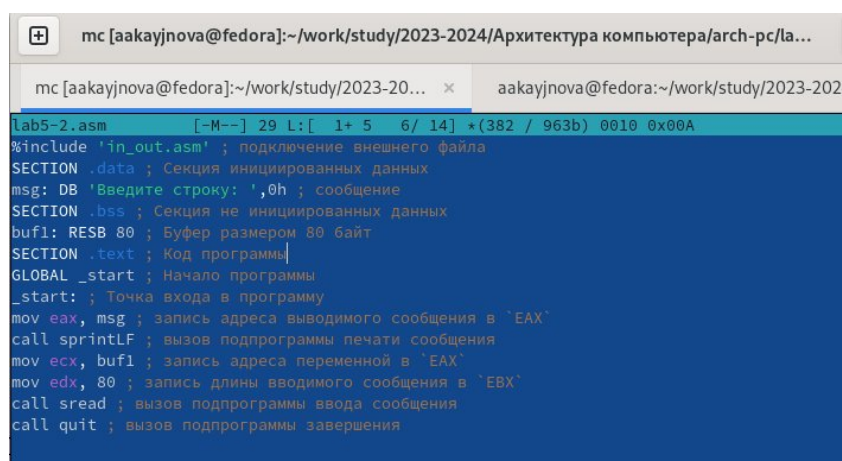 mc [aakayjnova@fedora]:~/work/study/2023-2024/Архитектура компьютера/arch-pc/la...
mc [aakayjnova@fedora]:~/work/study/2023-20... × aakayjnova@fedora:~/work/study/2023-202
lab5-2.asm [-M--] 29 L:[ 1+ 5 6/ 14] *(382 / 963b) 0010 0x00A
%include 'in_out.asm' ; подключение внешнего файла
SECTION .data ; Секция инициированных данных
msg: DB 'Введите строку: ',0h ; сообщение
SECTION .bss ; Секция не инициированных данных
buf1: RESB 80 ; Буфер размером 80 байт
SECTION .text ; Код программы
GLOBAL _start ; Начало программы
_start: ; Точка входа в программу
mov eax, msg ; запись адреса выводимого сообщения в `EAX`
call sprintLF ; вызов подпрограммы печати сообщения
mov ecx, buf1 ; запись адреса переменной в `EAX`
mov edx, 80 ; запись длины вводимого сообщения в `EBX`
call sread ; вызов подпрограммы ввода сообщения
call quit ; вызов подпрограммы завершения